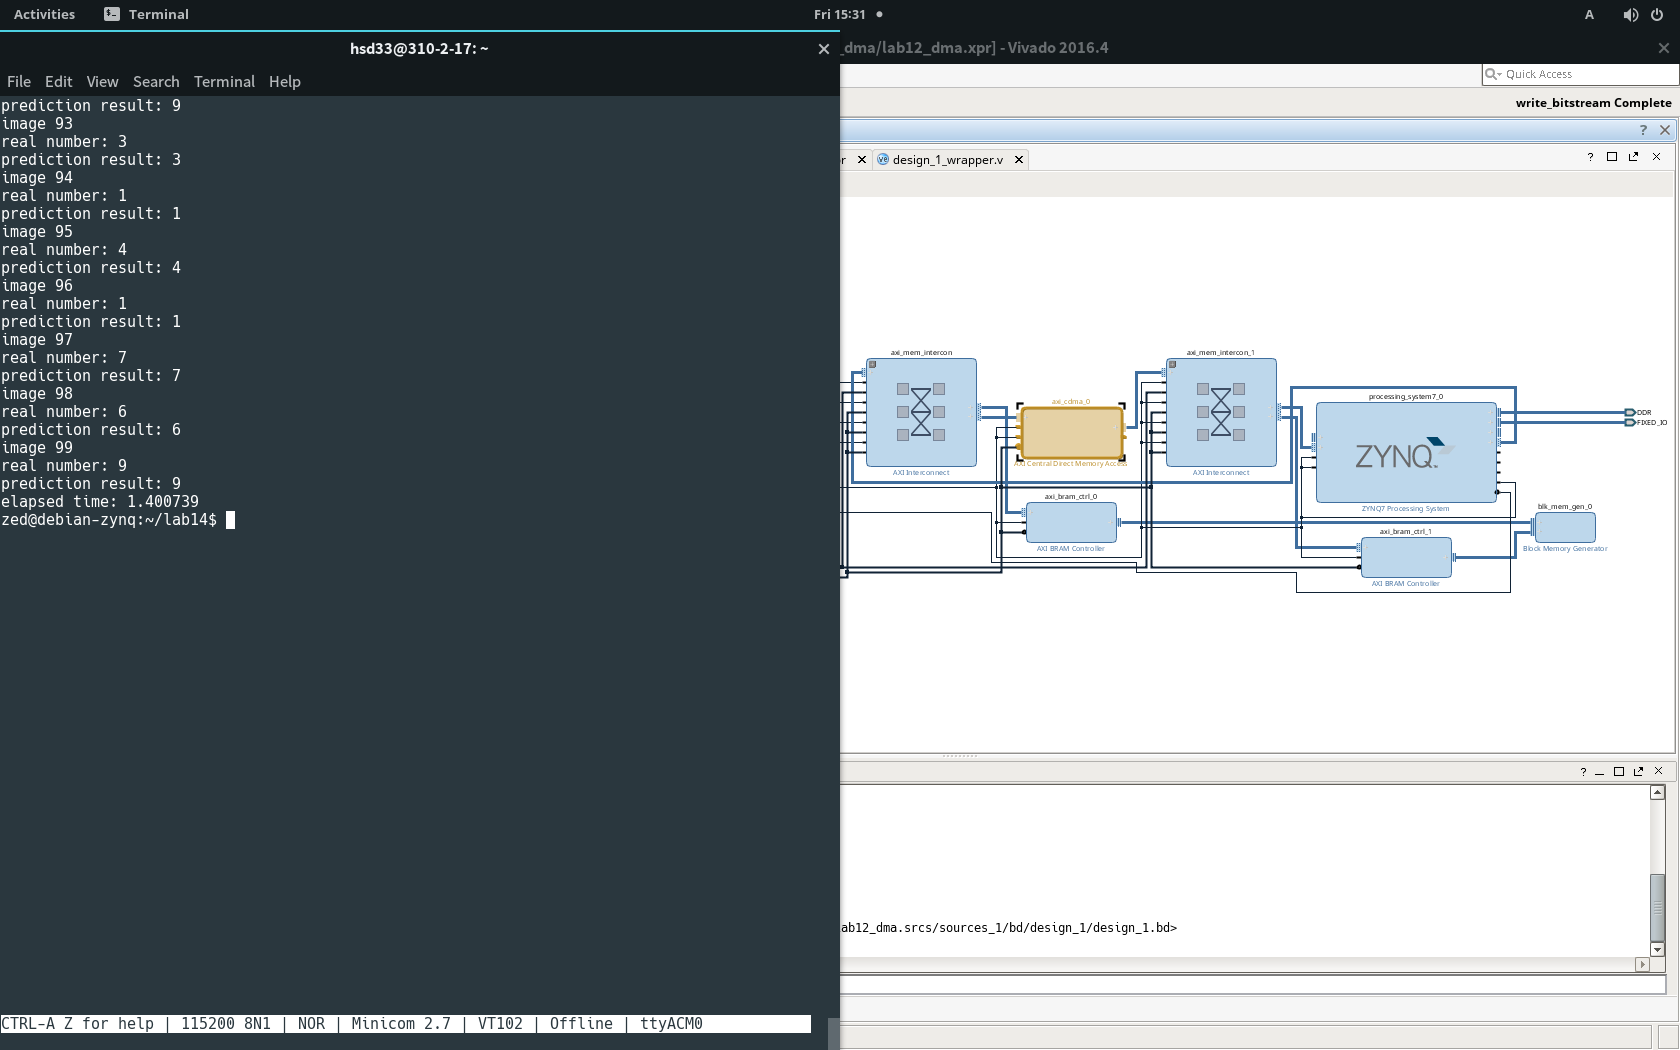 Activities
Terminal
Fri 15:31
A
hsd33@310-2-17: ~
File Edit View Search Terminal Help
prediction result: 9
image 93
real number: 3
prediction result: 3
image 94
real number: 1
prediction result: 1
image 95
real number: 4
prediction result: 4
image 96
real number: 1
prediction result: 1
image 97
real number: 7
prediction result: 7
image 98
real number: 6
prediction result: 6
image 99
real number: 9
prediction result: 9
elapsed time: 1.400739
zed@debian-zynq:~/lab14$
CTRL-A Z for help | 115200 8N1 | NOR | Minicom 2.7 | VT102 | Offline | ttyACM0
_dma/lab12_dma.xpr] - Vivado 2016.4
Quick Access
write_bitstream Complete
design_1_wrapper.v
axi_mem_intercon
AXI Interconnect
axi_cdma_0
AXI Central Direct Memory Access
axi_bram_ctrl_0
AXI BRAM Controller
axi_mem_intercon_1
AXI Interconnect
processing_system7_0
ZYNQ
ZYNQ7 Processing System
DDR
FIXED_IO
axi_bram_ctrl_1
AXI BRAM Controller
blk_mem_gen_0
Block Memory Generator
ab12_dma.srcs/sources_1/bd/design_1/design_1.bd>